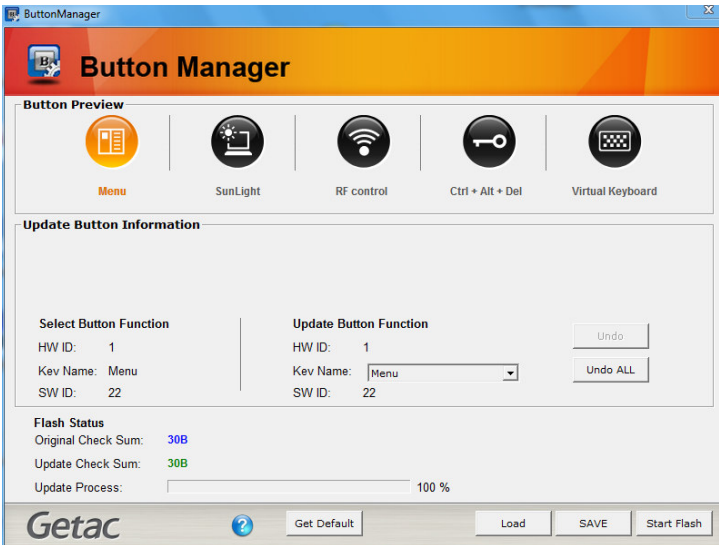 ButtonManager
x
B
Button Manager
Button Preview
Menu
SunLight
RF control
Ctrl + Alt + Del
Virtual Keyboard
Update Button Information
Select Button Function
HW ID: 1
Kev Name: Menu
SW ID: 22
Update Button Function
HW ID: 1
Kev Name: Menu
SW ID: 22
Undo
Undo ALL
Flash Status
Original Check Sum: 30B
Update Check Sum: 30B
Update Process: 100 %
Getac
?
Get Default
Load
SAVE
Start Flash